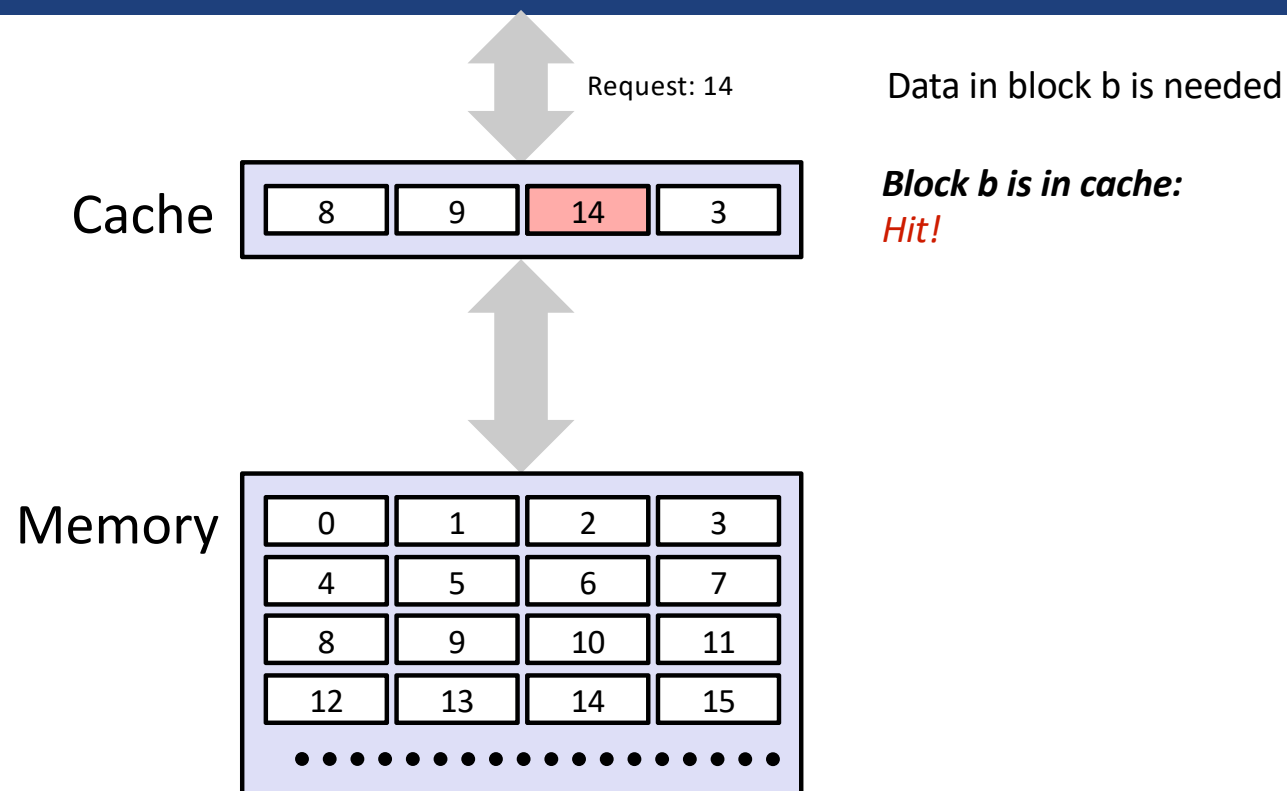 Request: 14
Data in block b is needed
Block b is in cache:
Hit!
Cache
8 9 14 3
Memory
0 1 2 3
4 5 6 7
8 9 10 11
12 13 14 15